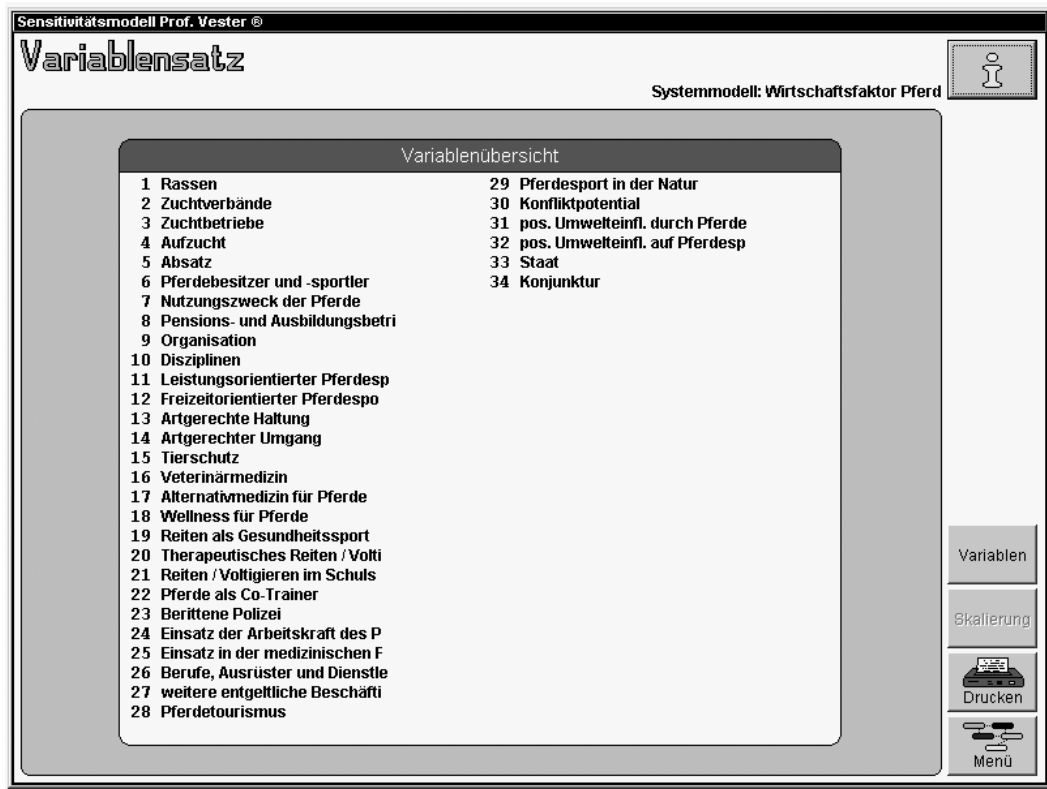 Sensitivitätsmodell Prof. Vester ®
Variablensatz
Systemmodell: Wirtschaftsfaktor Pferd
Variablenübersicht
1 Rassen
2 Zuchtverbände
3 Zuchtbetriebe
4 Aufzucht
5 Absatz
6 Pferdebesitzer und -sportler
7 Nutzungszweck der Pferde
8 Pensions- und Ausbildungsbetri
9 Organisation
10 Disziplinen
11 Leistungsorientierter Pferdesp
12 Freizeitorientierter Pferdespo
13 Artgerechte Haltung
14 Artgerechter Umgang
15 Tierschutz
16 Veterinärmedizin
17 Alternativmedizin für Pferde
18 Wellness für Pferde
19 Reiten als Gesundheitssport
20 Therapeutisches Reiten / Volti
21 Reiten / Voltigieren im Schuls
22 Pferde als Co-Trainer
23 Berittene Polizei
24 Einsatz der Arbeitskraft des P
25 Einsatz in der medizinischen F
26 Berufe, Ausrüster und Dienstle
27 weitere entgeltliche Beschäfti
28 Pferdetourismus
29 Pferdesport in der Natur
30 Konfliktpotential
31 pos. Umwelteinfl. durch Pferde
32 pos. Umwelteinfl. auf Pferdesp
33 Staat
34 Konjunktur
Variablen
Skalierung
Drucken
Menü